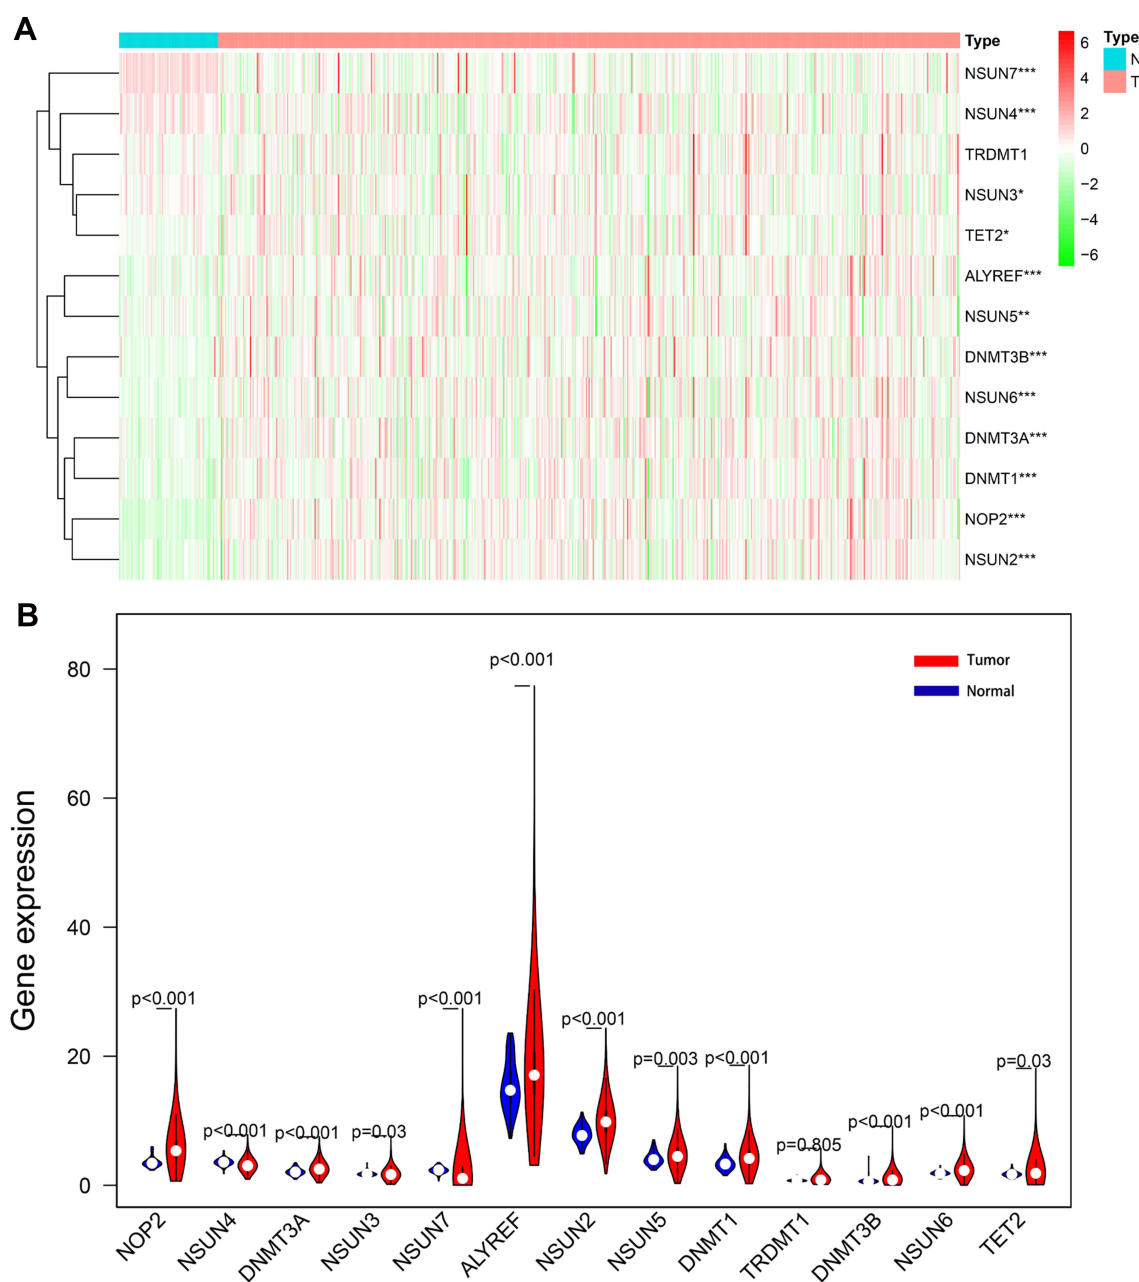 A
Type
NSUN7***
NSUN4***
TRDMT1
NSUN3*
TET2*
ALYREF***
NSUN5**
DNMT3B***
NSUN6***
DNMT3A***
DNMT1***
NOP2***
NSUN2***
6
4
2
0
−2
−4
−6
Type
N
T
B
Gene expression
80
60
40
20
0
Tumor
Normal
p<0.001
p<0.001
p<0.001
p=0.03
p<0.001
p<0.001
p<0.001
p=0.003
p<0.001
p=0.805
p<0.001
p<0.001
p=0.03
NOP2
NSUN4
DNMT3A
NSUN3
NSUN7
ALYREF
NSUN2
NSUN5
DNMT1
TRDMT1
DNMT3B
NSUN6
TET2